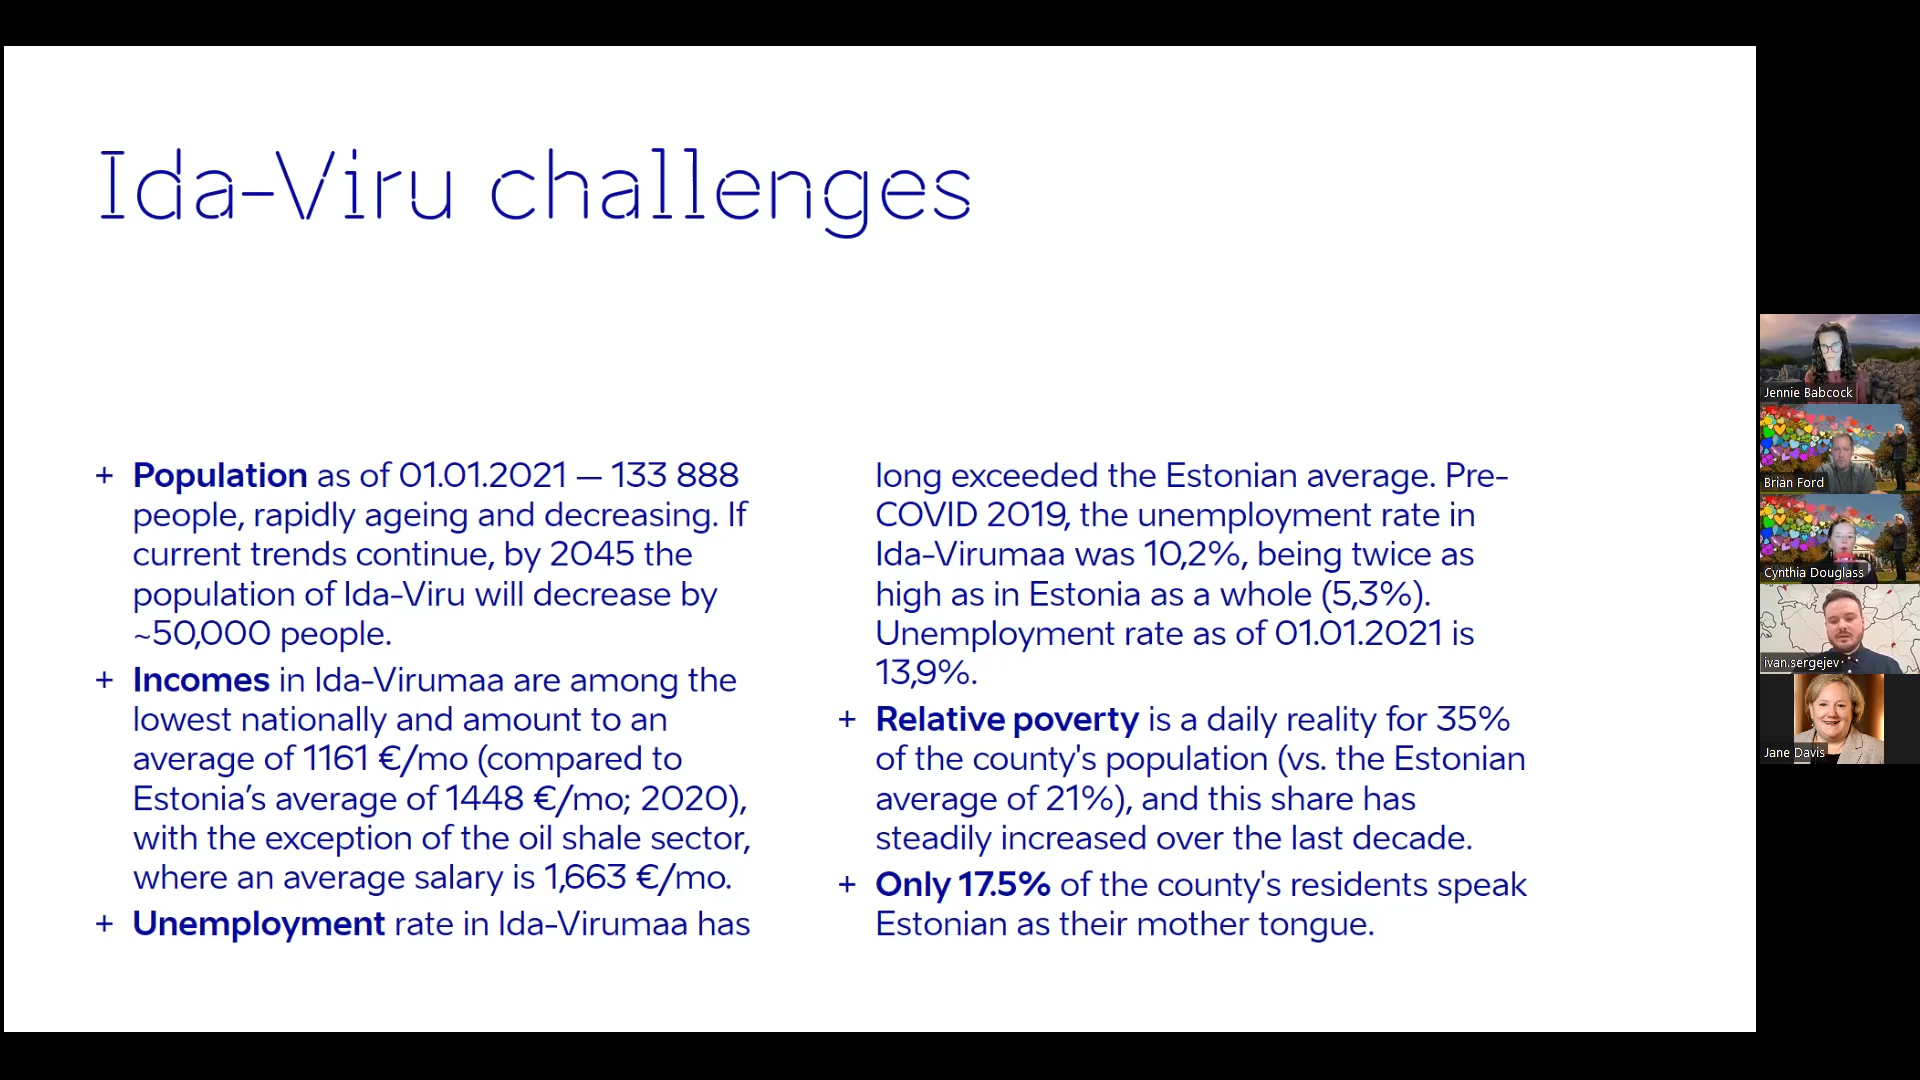 Ida-Viru challenges
+ Population as of 01.01.2021 – 133 888
people, rapidly ageing and decreasing. If
current trends continue, by 2045 the
population of Ida-Viru will decrease by
~50,000 people.
+ Incomes in Ida-Virumaa are among the
lowest nationally and amount to an
average of 1161 €/mo (compared to
Estonia’s average of 1448 €/mo; 2020),
with the exception of the oil shale sector,
where an average salary is 1,663 €/mo.
+ Unemployment rate in Ida-Virumaa has
long exceeded the Estonian average. Pre-
COVID 2019, the unemployment rate in
Ida-Virumaa was 10,2%, being twice as
high as in Estonia as a whole (5,3%).
Unemployment rate as of 01.01.2021 is
13,9%.
+ Relative poverty is a daily reality for 35%
of the county's population (vs. the Estonian
average of 21%), and this share has
steadily increased over the last decade.
+ Only 17.5% of the county's residents speak
Estonian as their mother tongue.
Jennie Babcock
Brian Ford
Cynthia Douglass
ivan.sergejev
Jane Davis